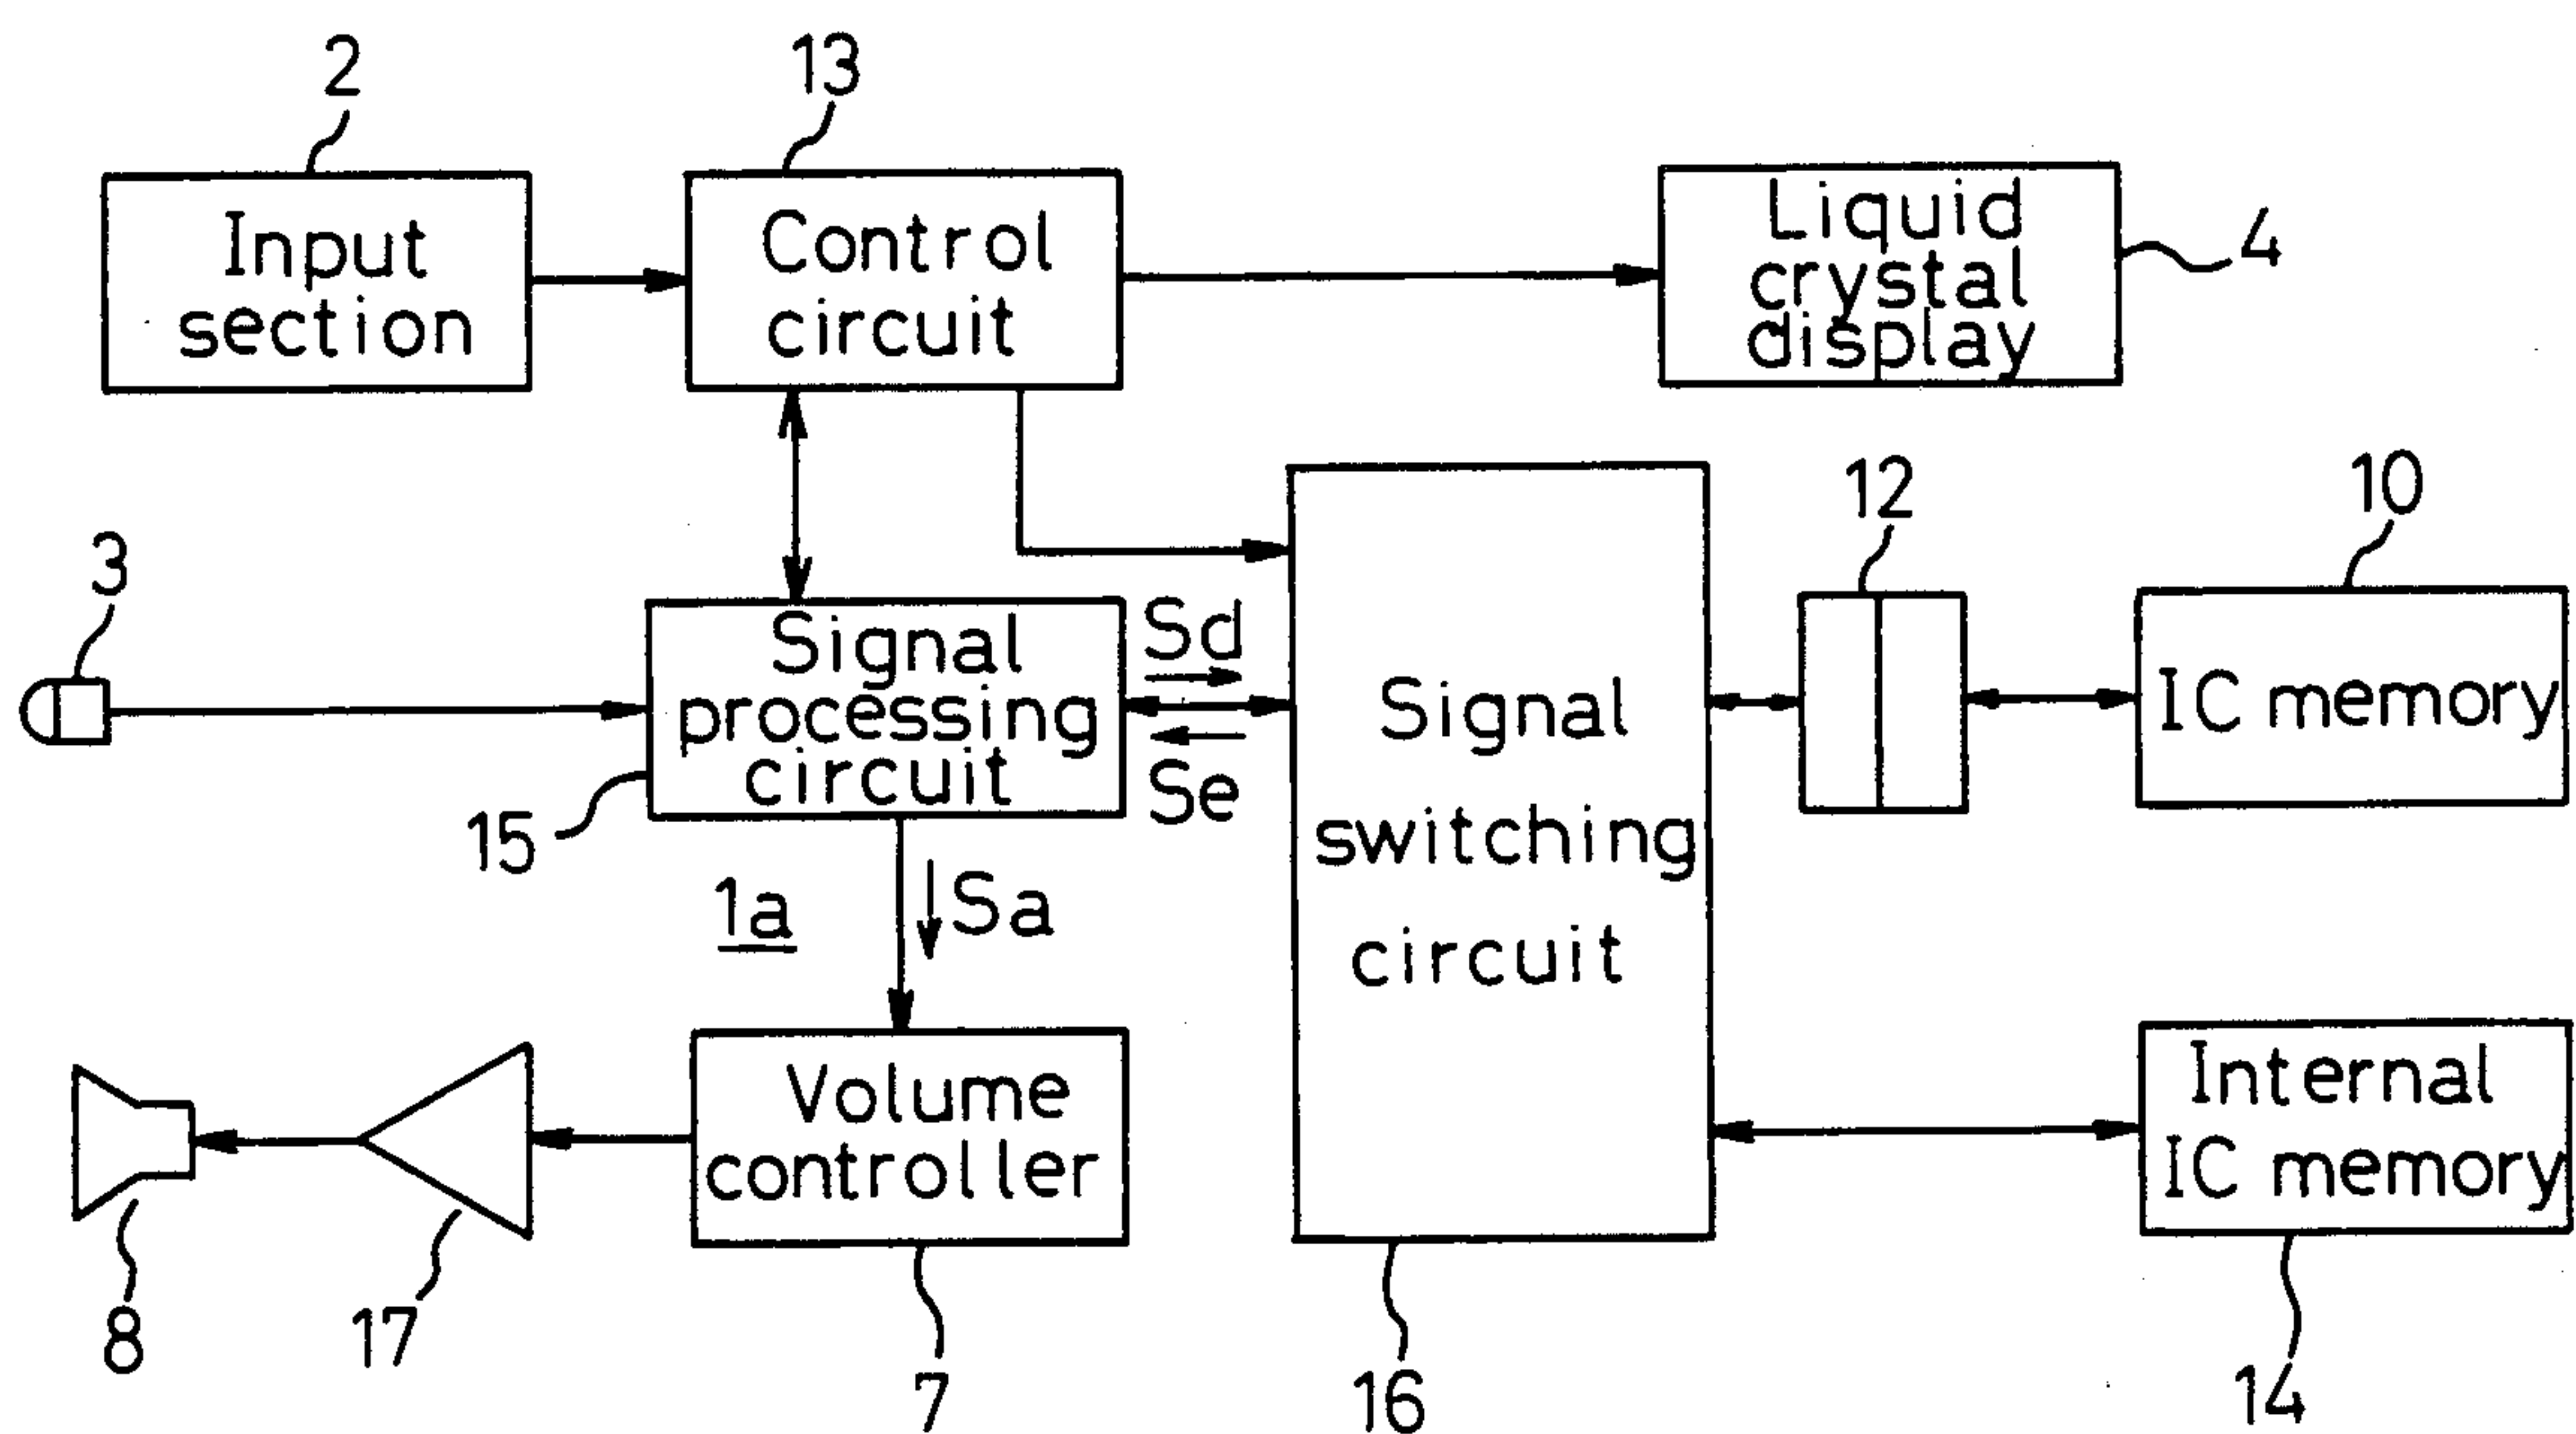 2
13
Input
section
Control
circuit
Liquid
crystal
display
4
3
Signal
processing
circuit
15
Sd
Se
Signal
switching
circuit
12
10
IC memory
1a
Sa
Volume
controller
Internal
IC memory
8
17
7
16
14